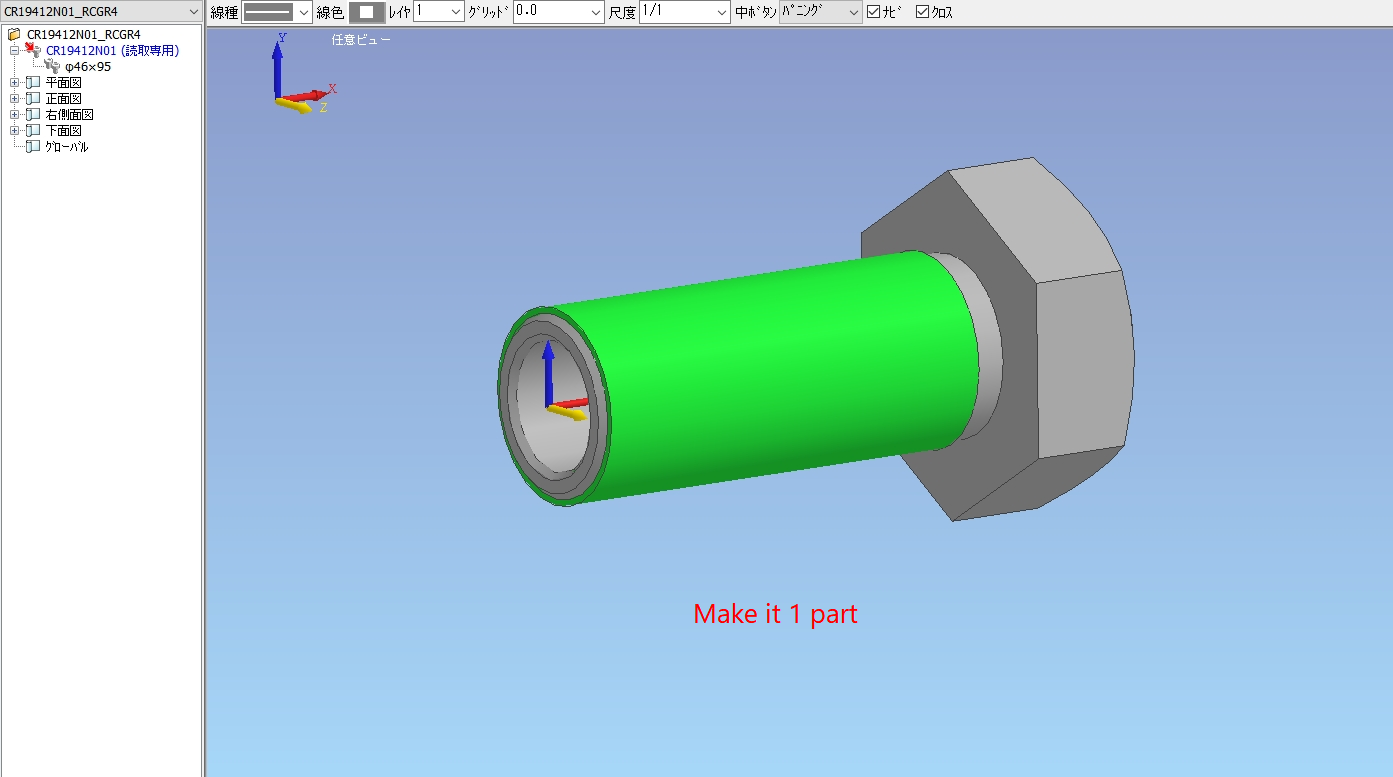 CR19412N01_RCGR4
線種
線色
ﾚｲﾔ 1
ｸﾞﾘｯﾄﾞ 0.0
尺度 1/1
中ﾎﾞﾀﾝ ﾊﾟﾆﾝｸﾞ
ﾅﾋﾞ
ｸﾛｽ
CR19412N01_RCGR4
CR19412N01 (読取専用)
φ46×95
平面図
正面図
右側面図
下面図
ｸﾞﾛｰﾊﾞﾙ
任意ビュー
Y
X
Z
Make it 1 part